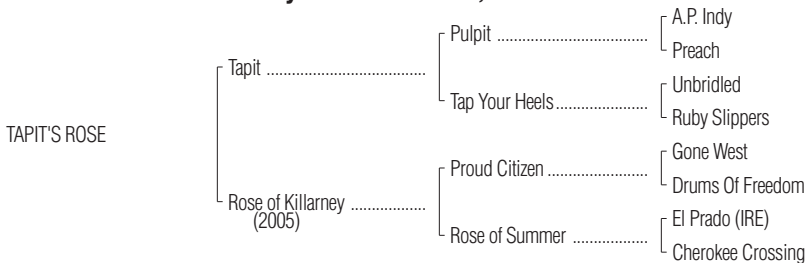 A.P. Indy
Pulpit
Preach
Tapit
Unbridled
Tap Your Heels
Ruby Slippers
TAPIT'S ROSE
Gone West
Proud Citizen
Drums Of Freedom
Rose of Killarney
(2005)
El Prado (IRE)
Rose of Summer
Cherokee Crossing